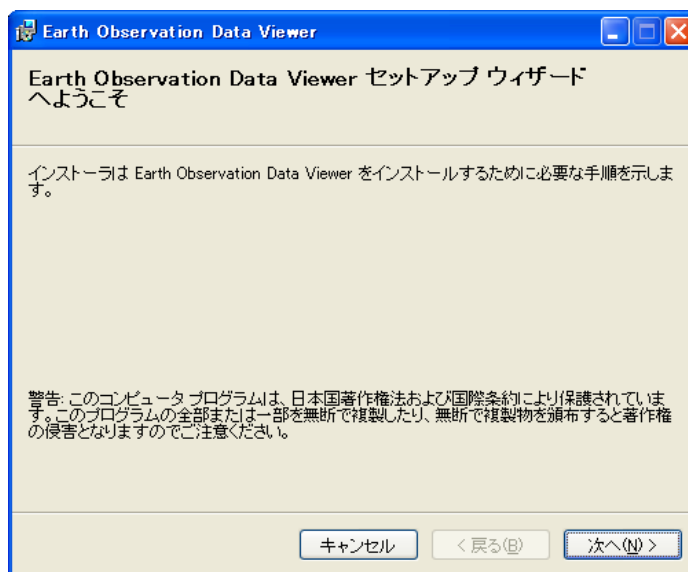 Earth Observation Data Viewer
Earth Observation Data Viewer セットアップ ウィザード
へようこそ
インストーラは Earth Observation Data Viewer をインストールするために必要な手順を示しま
す。
警告: このコンピュータ プログラムは、日本国著作権法および国際条約により保護されていま
す。このプログラムの全部または一部を無断で複製したり、無断で複製物を頒布すると著作権
の侵害となりますのでご注意ください。
キャンセル
< 戻る(B)
次へ(N) >